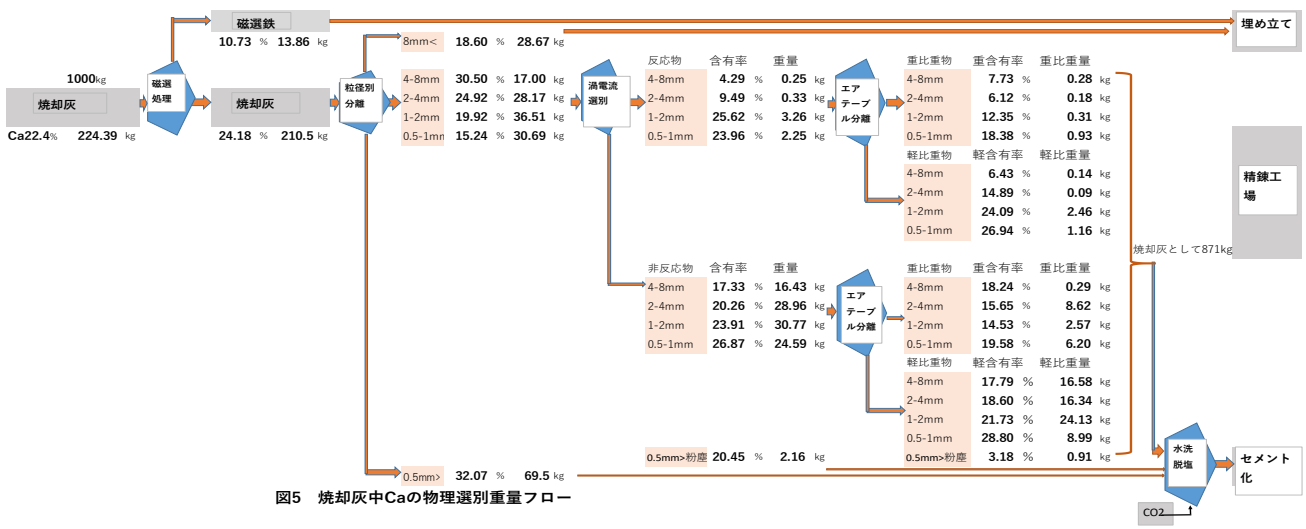 磁選鉄
10.73 % 13.86 kg
埋め立て
8mm< 18.60 % 28.67 kg
1000kg
焼却灰
Ca22.4% 224.39 kg
磁選
処理
焼却灰
24.18 % 210.5 kg
粒径別
分離
4-8mm 30.50 % 17.00 kg
2-4mm 24.92 % 28.17 kg
1-2mm 19.92 % 36.51 kg
0.5-1mm 15.24 % 30.69 kg
渦電流
選別
反応物 含有率 重量
4-8mm 4.29 % 0.25 kg
2-4mm 9.49 % 0.33 kg
1-2mm 25.62 % 3.26 kg
0.5-1mm 23.96 % 2.25 kg
エア
テーブ
ル分離
重比重物 重含有率 重比重量
4-8mm 7.73 % 0.28 kg
2-4mm 6.12 % 0.18 kg
1-2mm 12.35 % 0.31 kg
0.5-1mm 18.38 % 0.93 kg
軽比重物 軽含有率 軽比重量
4-8mm 6.43 % 0.14 kg
2-4mm 14.89 % 0.09 kg
1-2mm 24.09 % 2.46 kg
0.5-1mm 26.94 % 1.16 kg
精錬工
場
焼却灰として871kg
非反応物 含有率 重量
4-8mm 17.33 % 16.43 kg
2-4mm 20.26 % 28.96 kg
1-2mm 23.91 % 30.77 kg
0.5-1mm 26.87 % 24.59 kg
エア
テーブ
ル分離
重比重物 重含有率 重比重量
4-8mm 18.24 % 0.29 kg
2-4mm 15.65 % 8.62 kg
1-2mm 14.53 % 2.57 kg
0.5-1mm 19.58 % 6.20 kg
軽比重物 軽含有率 軽比重量
4-8mm 17.79 % 16.58 kg
2-4mm 18.60 % 16.34 kg
1-2mm 21.73 % 24.13 kg
0.5-1mm 28.80 % 8.99 kg
0.5mm>粉塵 20.45 % 2.16 kg
0.5mm>粉塵 3.18 % 0.91 kg
0.5mm> 32.07 % 69.5 kg
水洗
脱塩
セメント
化
CO2
図5 焼却灰中Caの物理選別重量フロー